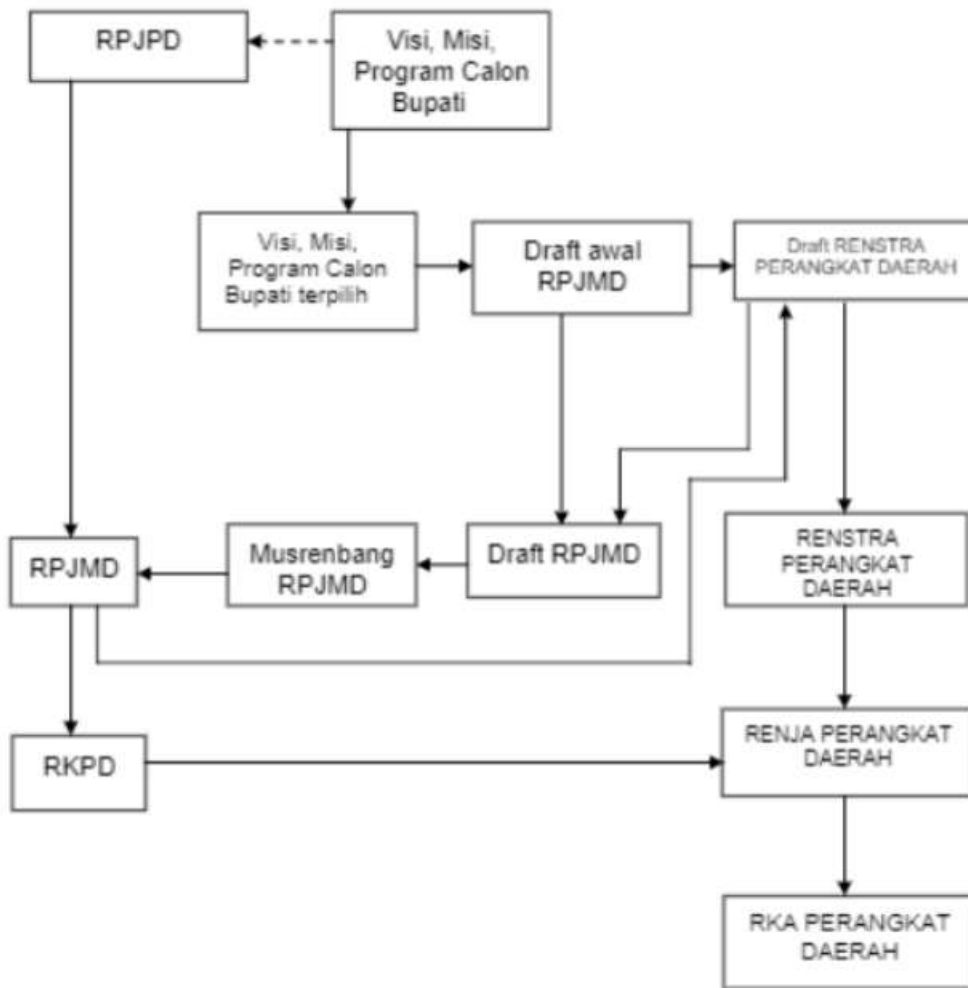 RPJPD
Visi, Misi,
Program Calon
Bupati
Visi, Misi,
Program Calon
Bupati terpilih
Draft awal
RPJMD
Draft RENSTRA
PERANGKAT DAERAH
RPJMD
Musrenbang
RPJMD
Draft RPJMD
RENSTRA
PERANGKAT
DAERAH
RKPD
RENJA PERANGKAT
DAERAH
RKA PERANGKAT
DAERAH